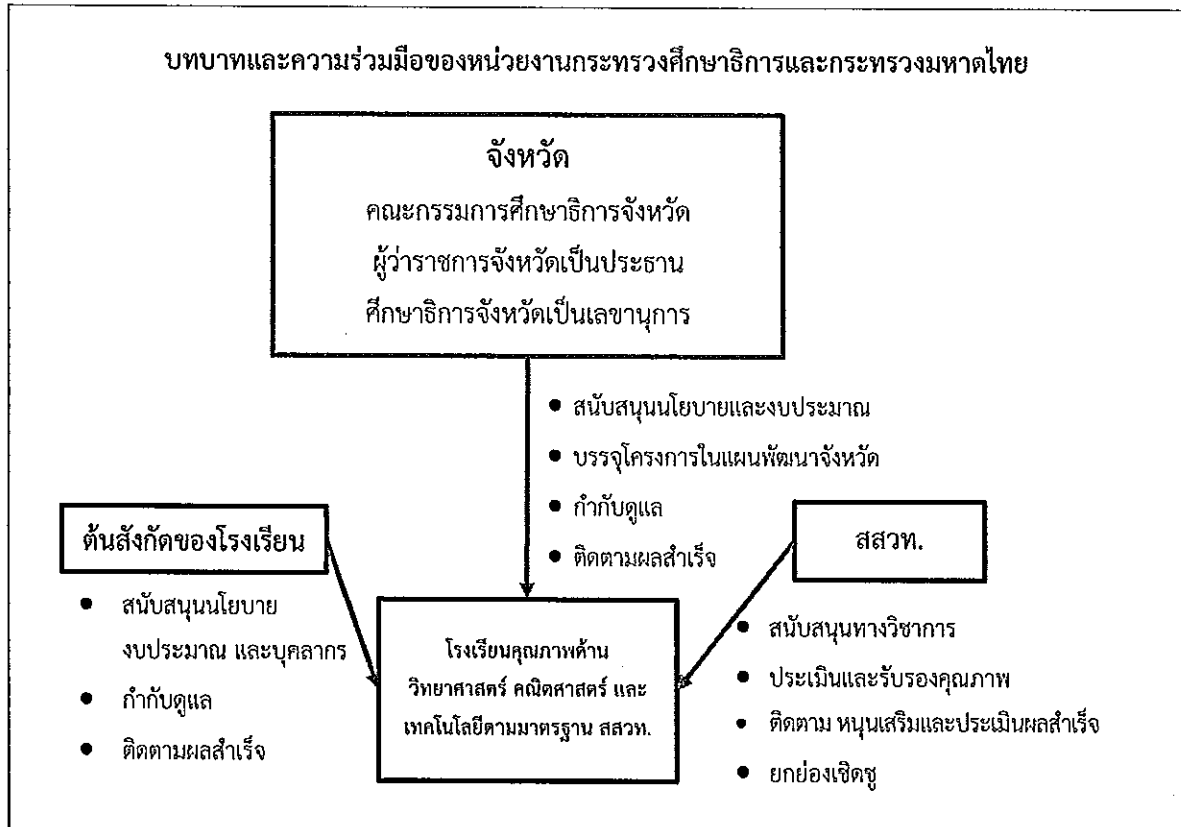 บทบาทและความร่วมมือของหน่วยงานกระทรวงศึกษาธิการและกระทรวงมหาดไทย
จังหวัด
คณะกรรมการศึกษาธิการจังหวัด
ผู้ว่าราชการจังหวัดเป็นประธาน
ศึกษาธิการจังหวัดเป็นเลขานุการ
● สนับสนุนนโยบายและงบประมาณ
● บรรจุโครงการในแผนพัฒนาจังหวัด
● กำกับดูแล
● ติดตามผลสำเร็จ
ต้นสังกัดของโรงเรียน
● สนับสนุนนโยบาย
งบประมาณ และบุคลากร
● กำกับดูแล
● ติดตามผลสำเร็จ
สสวท.
● สนับสนุนทางวิชาการ
● ประเมินและรับรองคุณภาพ
● ติดตาม หนุนเสริมและประเมินผลสำเร็จ
● ยกย่องเชิดชู
โรงเรียนคุณภาพด้าน
วิทยาศาสตร์ คณิตศาสตร์ และ
เทคโนโลยีตามมาตรฐาน สสวท.